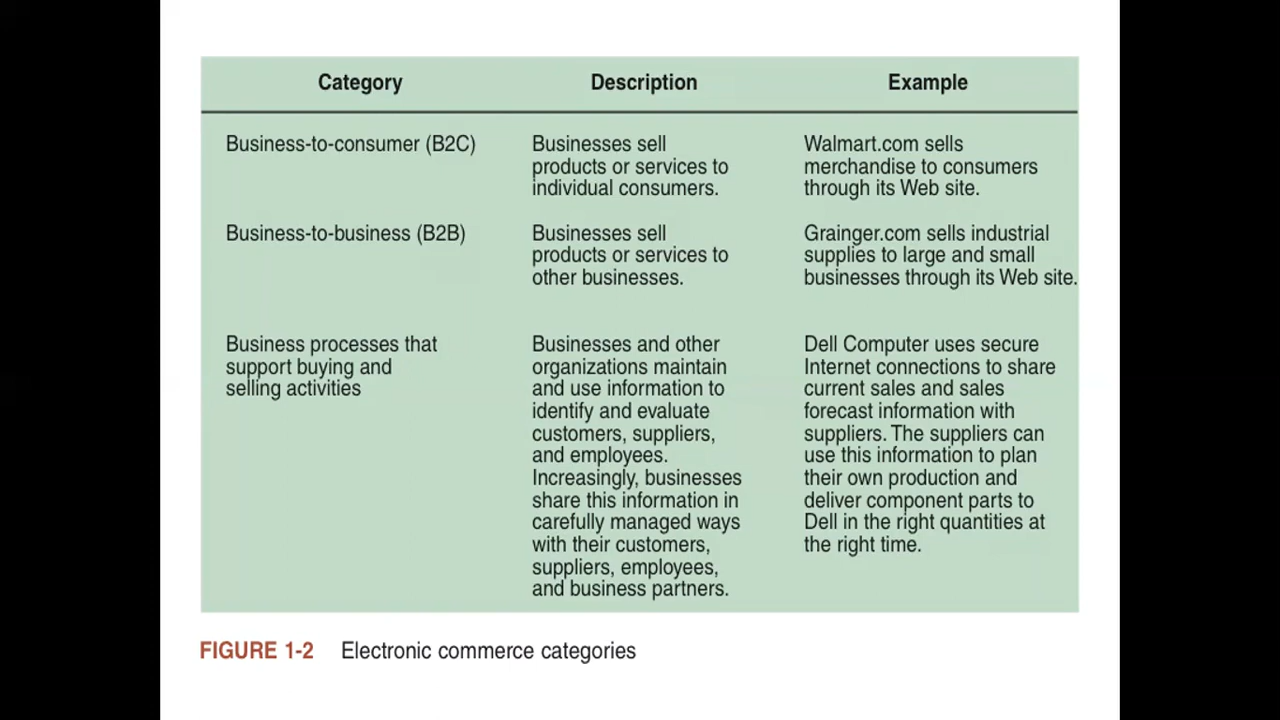 Category Description Example
Business-to-consumer (B2C)
Businesses sell
products or services to
individual consumers.
Walmart.com sells
merchandise to consumers
through its Web site.
Business-to-business (B2B)
Businesses sell
products or services to
other businesses.
Grainger.com sells industrial
supplies to large and small
businesses through its Web site.
Business processes that
support buying and
selling activities
Businesses and other
organizations maintain
and use information to
identify and evaluate
customers, suppliers,
and employees.
Increasingly, businesses
share this information in
carefully managed ways
with their customers,
suppliers, employees,
and business partners.
Dell Computer uses secure
Internet connections to share
current sales and sales
forecast information with
suppliers. The suppliers can
use this information to plan
their own production and
deliver component parts to
Dell in the right quantities at
the right time.
FIGURE 1-2 Electronic commerce categories